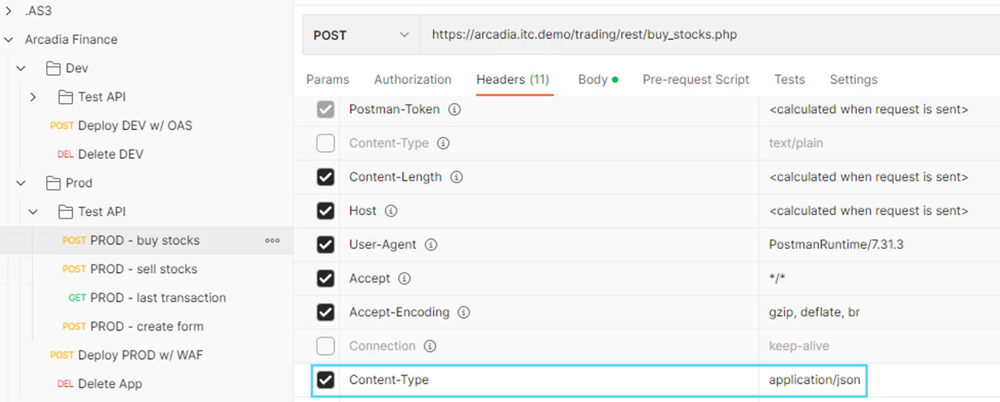 .AS3
Arcadia Finance
Dev
Test API
POST Deploy DEV w/ OAS
DEL Delete DEV
Prod
Test API
POST PROD - buy stocks
POST PROD - sell stocks
GET PROD - last transaction
POST PROD - create form
POST Deploy PROD w/ WAF
DEL Delete App
POST https://arcadia.itc.demo/trading/rest/buy_stocks.php
Params Authorization Headers (11) Body Pre-request Script Tests Settings
Postman-Token <calculated when request is sent>
Content-Type text/plain
Content-Length <calculated when request is sent>
Host <calculated when request is sent>
User-Agent PostmanRuntime/7.31.3
Accept */*
Accept-Encoding gzip, deflate, br
Connection keep-alive
Content-Type application/json